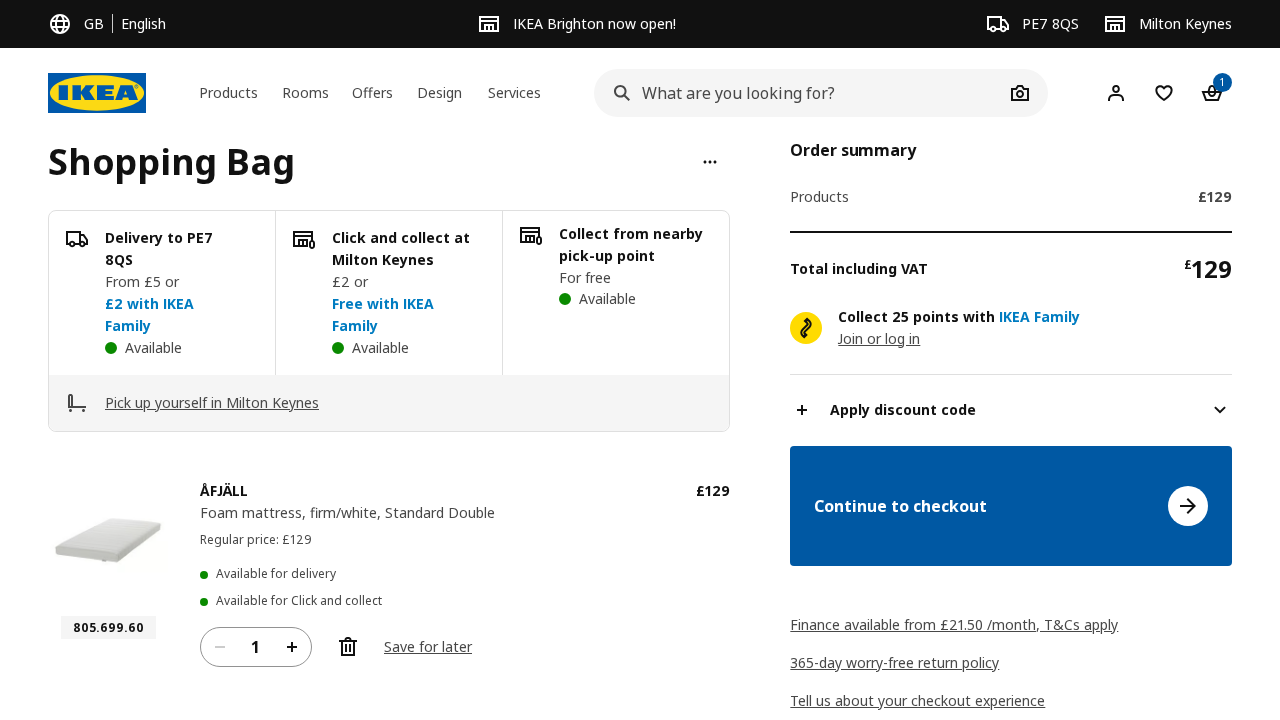 GB
English
IKEA Brighton now open!
PE7 8QS
Milton Keynes
IKEA
Products
Rooms
Offers
Design
Services
What are you looking for?
1
Shopping Bag
Delivery to PE7
8QS
From £5 or
£2 with IKEA
Family
Available
Click and collect at
Milton Keynes
£2 or
Free with IKEA
Family
Available
Collect from nearby
pick-up point
For free
Available
Pick up yourself in Milton Keynes
ÅFJÄLL
£129
Foam mattress, firm/white, Standard Double
Regular price: £129
Available for delivery
Available for Click and collect
805.699.60
1
Save for later
Order summary
Products
£129
Total including VAT
£129
Collect 25 points with IKEA Family
Join or log in
Apply discount code
Continue to checkout
Finance available from £21.50 /month, T&Cs apply
365-day worry-free return policy
Tell us about your checkout experience